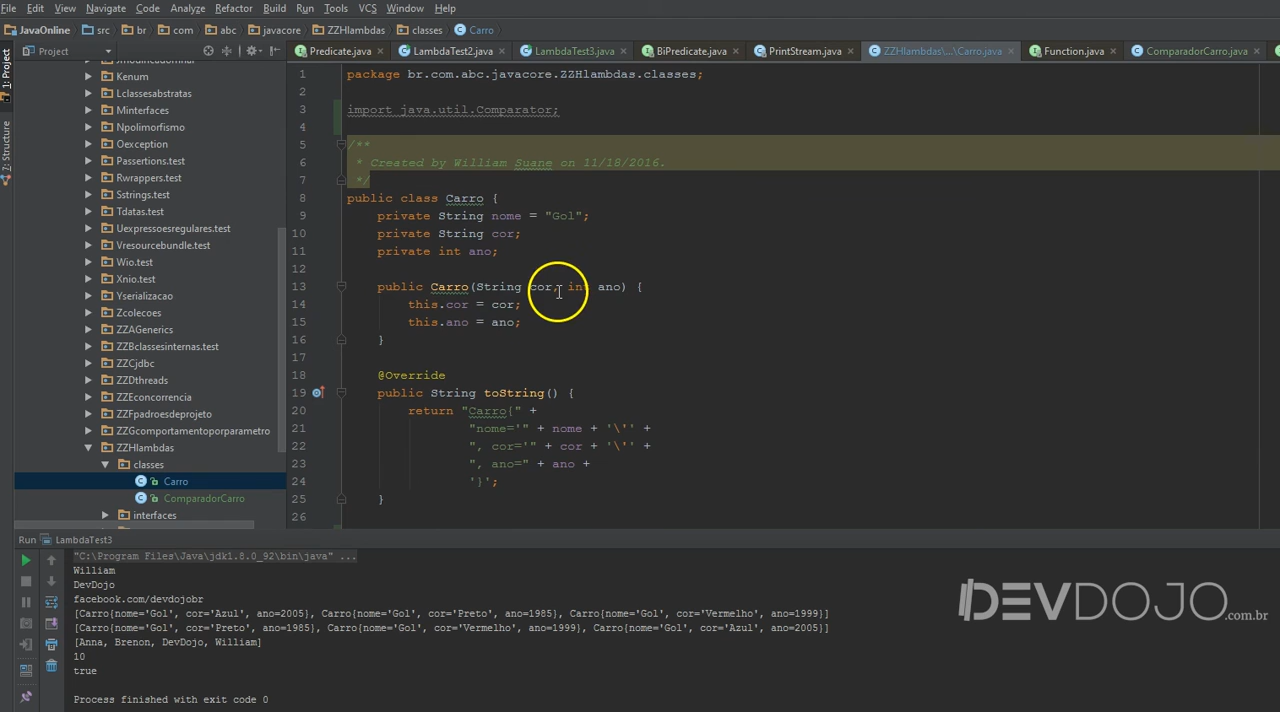 File Edit View Navigate Code Analyze Refactor Build Run Tools VCS Window Help
JavaOnline src br com abc javacore ZZHlambdas classes Carro
1: Project
7: Structure
Project
Predicate.java LambdaTest2.java LambdaTest3.java BiPredicate.java PrintStream.java ZZHlambdas\...\Carro.java Function.java ComparadorCarro.java
Kenum
Lclassesabstratas
Minterfaces
Npolimorfismo
Oexception
Passertions.test
Rwrappers.test
Sstrings.test
Tdatas.test
Uexpressoesregulares.test
Vresourcebundle.test
Wio.test
Xnio.test
Yserializacao
Zcolecoes
ZZAGenerics
ZZBclassesinternas.test
ZZCjdbc
ZZDthreads
ZZEconcorrencia
ZZFpadroesdeprojeto
ZZGcomportamentoporparametro
ZZHlambdas
classes
Carro
ComparadorCarro
interfaces
1 package br.com.abc.javacore.ZZHlambdas.classes;
2
3 import java.util.Comparator;
4
5 /**
6 * Created by William Suane on 11/18/2016.
7 */
8 public class Carro {
9 private String nome = "Gol";
10 private String cor;
11 private int ano;
12
13 public Carro(String cor, int ano) {
14 this.cor = cor;
15 this.ano = ano;
16 }
17
18 @Override
19 public String toString() {
20 return "Carro{" +
21 "nome='" + nome + '\'' +
22 ", cor='" + cor + '\'' +
23 ", ano=" + ano +
24 '}';
25 }
26
Run LambdaTest3
"C:\Program Files\Java\jdk1.8.0_92\bin\java" ...
William
DevDojo
facebook.com/devdojobr
[Carro{nome='Gol', cor='Azul', ano=2005}, Carro{nome='Gol', cor='Preto', ano=1985}, Carro{nome='Gol', cor='Vermelho', ano=1999}]
[Carro{nome='Gol', cor='Preto', ano=1985}, Carro{nome='Gol', cor='Vermelho', ano=1999}, Carro{nome='Gol', cor='Azul', ano=2005}]
[Anna, Brenon, DevDojo, William]
10
true
Process finished with exit code 0
DEVDOJO.com.br